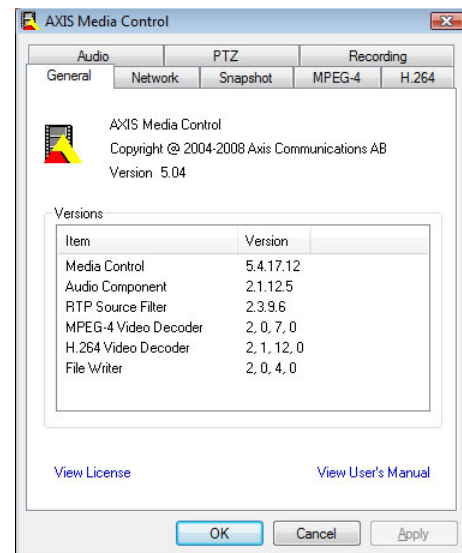 AXIS Media Control
Audio PTZ Recording
General Network Snapshot MPEG-4 H.264
AXIS Media Control
Copyright @ 2004-2008 Axis Communications AB
Version 5.04
Versions
Item Version
Media Control 5.4.17.12
Audio Component 2.1.12.5
RTP Source Filter 2.3.9.6
MPEG-4 Video Decoder 2, 0, 7, 0
H.264 Video Decoder 2, 1, 12, 0
File Writer 2, 0, 4, 0
View License View User's Manual
OK Cancel Apply